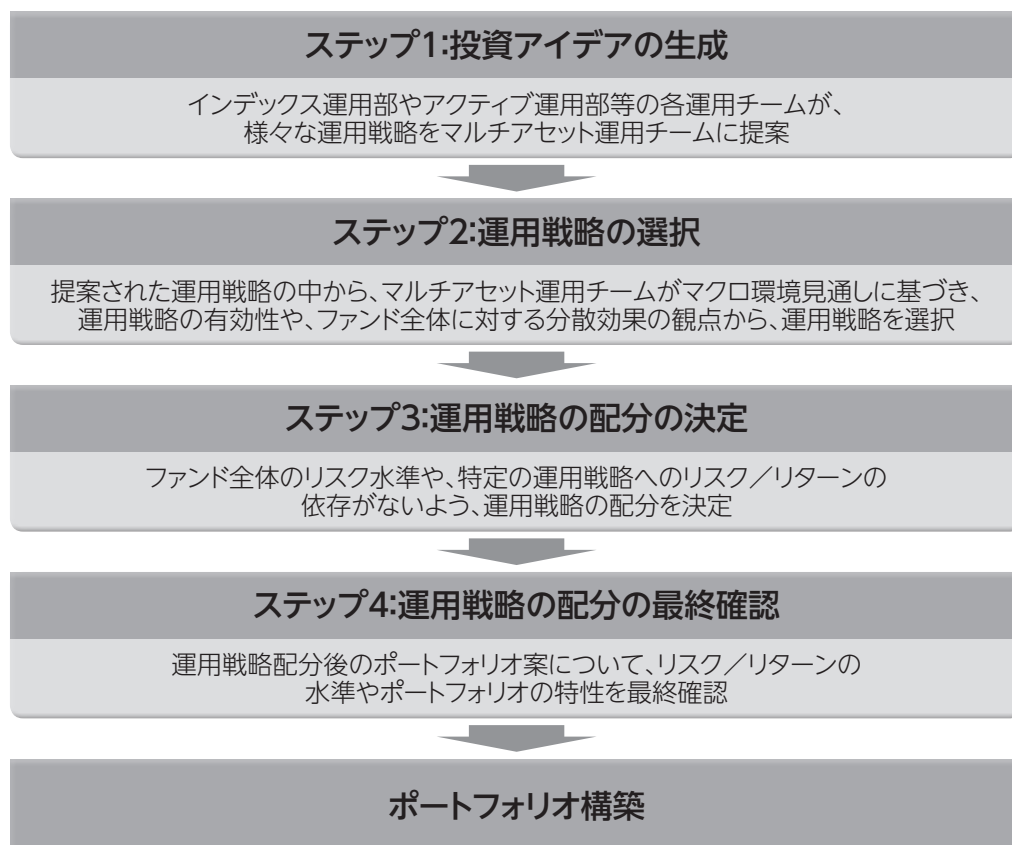 ステップ1:投資アイデアの生成
インデックス運用部やアクティブ運用部等の各運用チームが、
様々な運用戦略をマルチアセット運用チームに提案
ステップ2:運用戦略の選択
提案された運用戦略の中から、マルチアセット運用チームがマクロ環境見通しに基づき、
運用戦略の有効性や、ファンド全体に対する分散効果の観点から、運用戦略を選択
ステップ3:運用戦略の配分の決定
ファンド全体のリスク水準や、特定の運用戦略へのリスク／リターンの
依存がないよう、運用戦略の配分を決定
ステップ4:運用戦略の配分の最終確認
運用戦略配分後のポートフォリオ案について、リスク／リターンの
水準やポートフォリオの特性を最終確認
ポートフォリオ構築